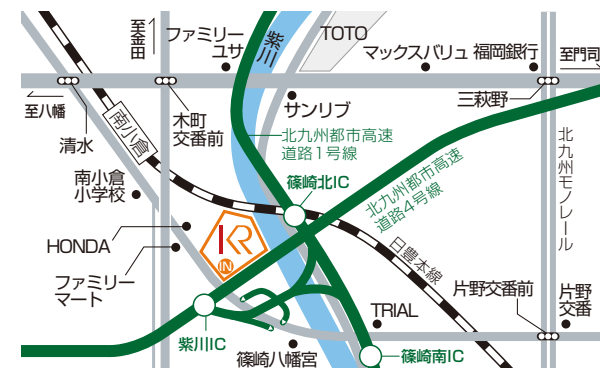 至金田
ファミリー
ユサ
紫川
TOTO
マックスバリュ
福岡銀行
至門司
至八幡
清水
木町
交番前
サンリブ
三萩野
南小倉
北九州都市高速
道路1号線
北九州モノレール
南小倉
小学校
篠崎北IC
北九州都市高速
道路4号線
HONDA
KR
IN
日豊本線
ファミリー
マート
片野交番前
片野
交番
TRIAL
紫川IC
篠崎八幡宮
篠崎南IC